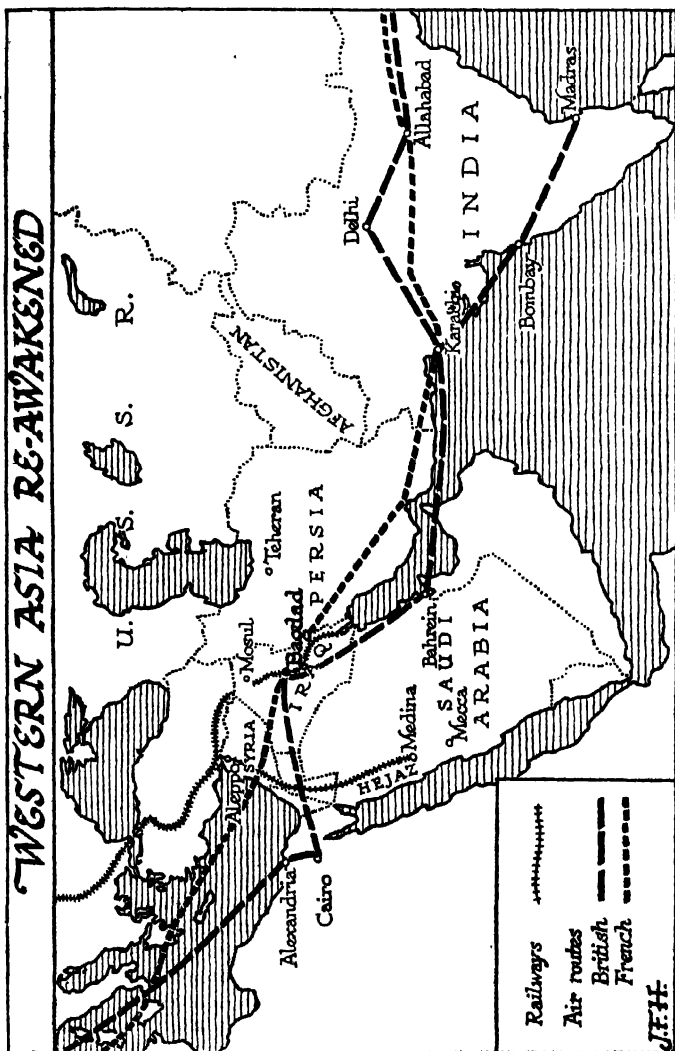 WESTERN ASIA RE-AWAKENED
U. S. S. R.
AFGHANISTAN
Teheran
PERSIA
Mosul
Bagdad
IRAQ
SYRIA
Aleppo
Alexandria
Cairo
HEJAZ
Medina
Mecca
SAUDI
ARABIA
Bahrein
Delhi
Allahabad
Karachi
INDIA
Bombay
Madras
Railways
Air routes
British
French
J.F.H.